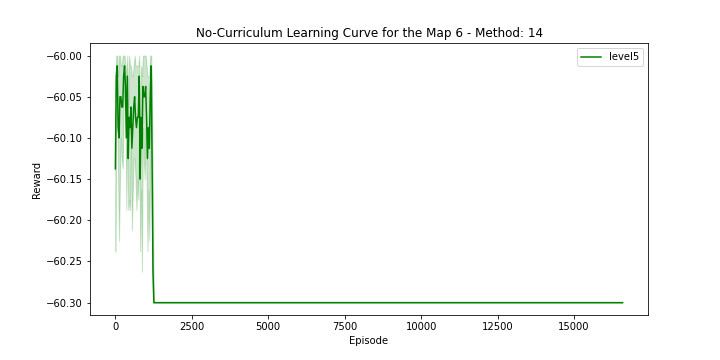 No-Curriculum Learning Curve for the Map 6 - Method: 14
level5
Reward
−60.00
−60.05
−60.10
−60.15
−60.20
−60.25
−60.30
0 2500 5000 7500 10000 12500 15000
Episode